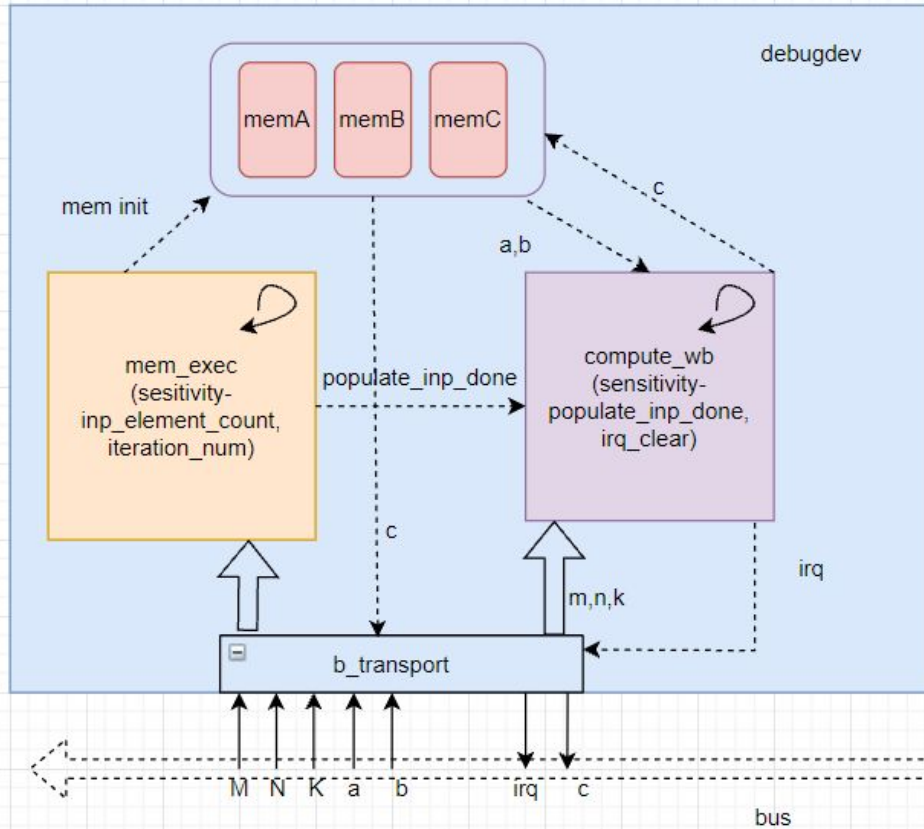 debugdev
memA
memB
memC
mem init
c
a,b
mem_exec
(sesitivity-
inp_element_count,
iteration_num)
populate_inp_done
compute_wb
(sensitivity-
populate_inp_done,
irq_clear)
c
m,n,k
irq
b_transport
M
N
K
a
b
irq
c
bus